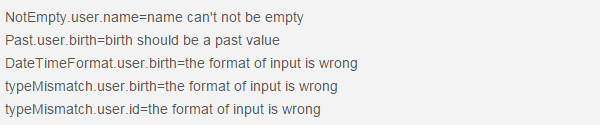 NotEmpty.user.name=name can't not be empty
Past.user.birth=birth should be a past value
DateTimeFormat.user.birth=the format of input is wrong
typeMismatch.user.birth=the format of input is wrong
typeMismatch.user.id=the format of input is wrong